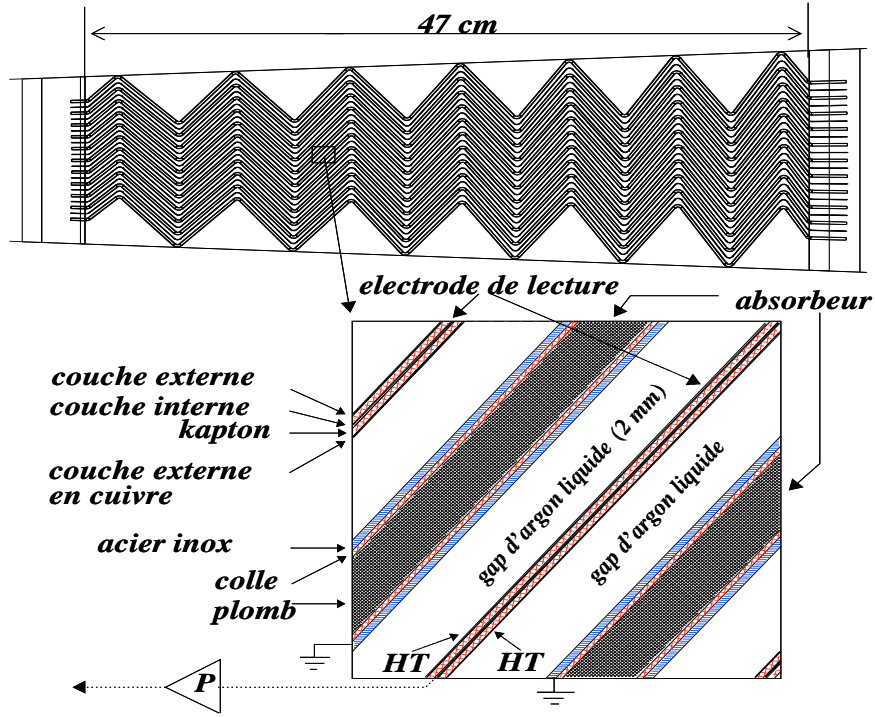 47 cm
electrode de lecture
absorbeur
couche externe
couche interne
kapton
couche externe
en cuivre
acier inox
colle
plomb
gap d'argon liquide (2 mm)
gap d'argon liquide
HT
HT
P